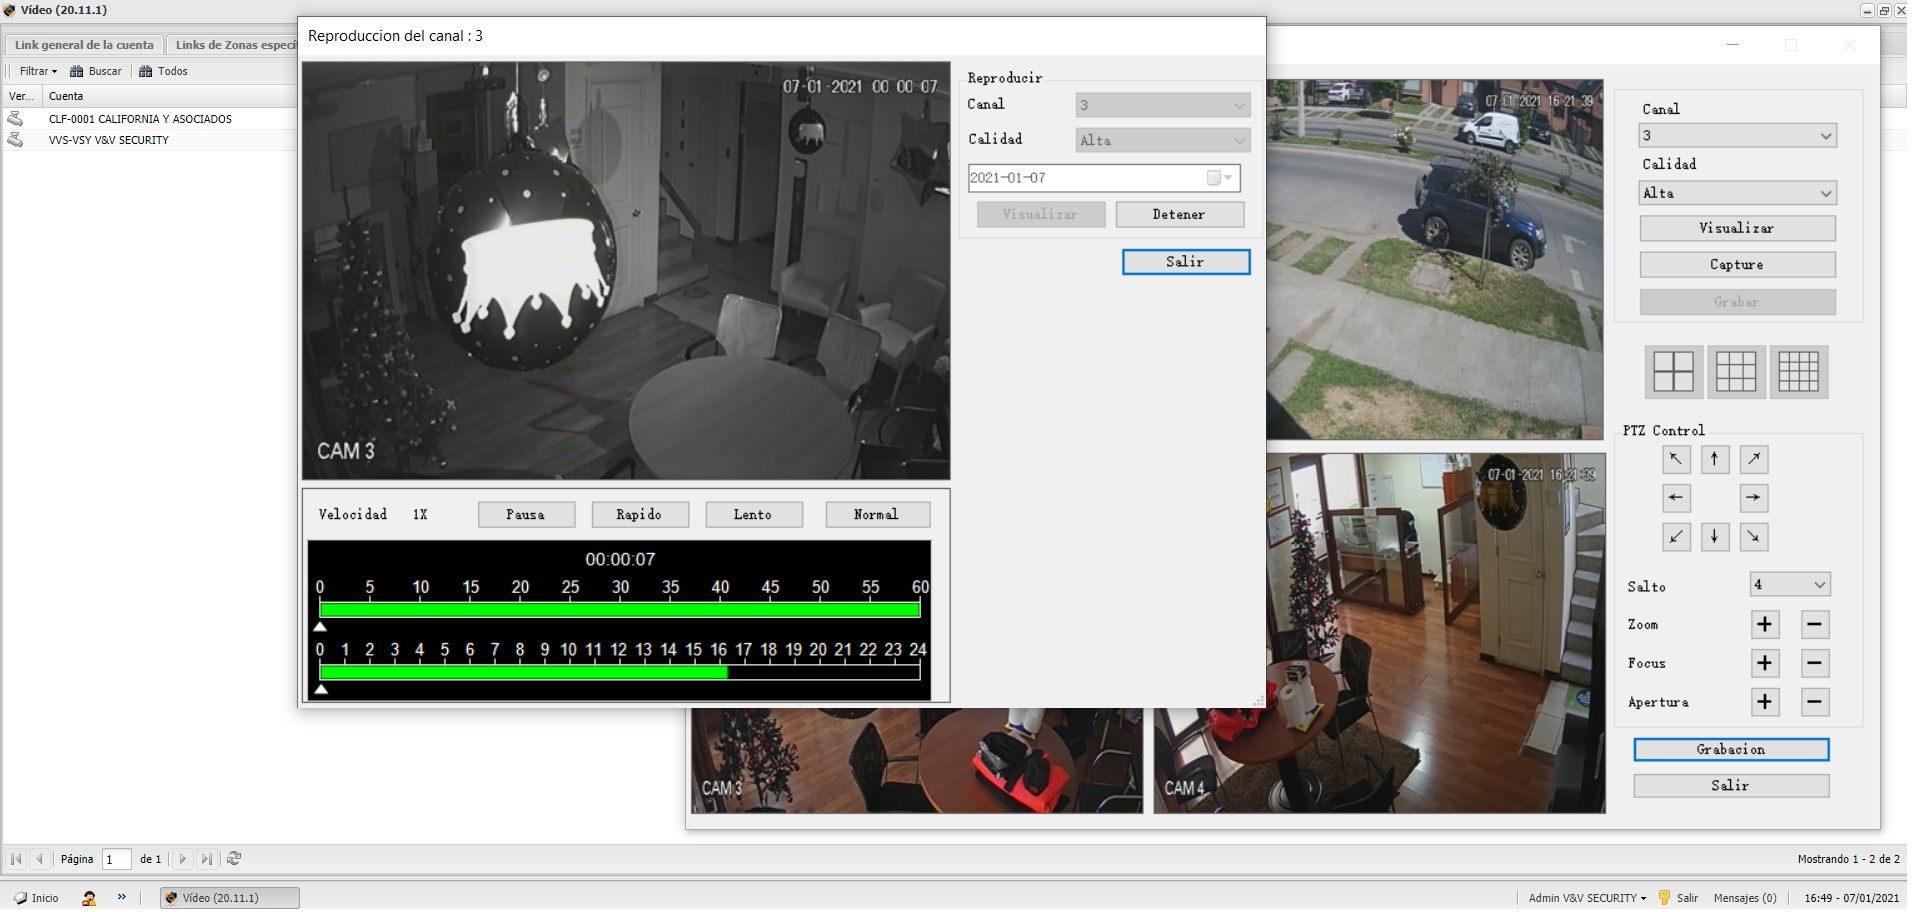 Vídeo (20.11.1)
Link general de la cuenta
Links de Zonas específ
Filtrar
Buscar
Todos
Ver...
Cuenta
CLF-0001 CALIFORNIA Y ASOCIADOS
VVS-VSY V&V SECURITY
Reproduccion del canal : 3
07-01-2021 00 00 07
CAM 3
Reproducir
Canal
3
Calidad
Alta
2021-01-07
Visualizar
Detener
Salir
Velocidad 1X
Pausa
Rapido
Lento
Normal
00:00:07
0 5 10 15 20 25 30 35 40 45 50 55 60
0 1 2 3 4 5 6 7 8 9 10 11 12 13 14 15 16 17 18 19 20 21 22 23 24
07-01-2021 16 21 39
07-01-2021 16:21:39
CAM 3
CAM 4
Canal
3
Calidad
Alta
Visualizar
Capture
Grabar
PTZ Control
Salto
4
Zoom
+ −
Focus
+ −
Apertura
+ −
Grabacion
Salir
Página 1 de 1
Mostrando 1 - 2 de 2
Inicio
»
Vídeo (20.11.1)
Admin V&V SECURITY
Salir
Mensajes (0)
16:49 - 07/01/2021